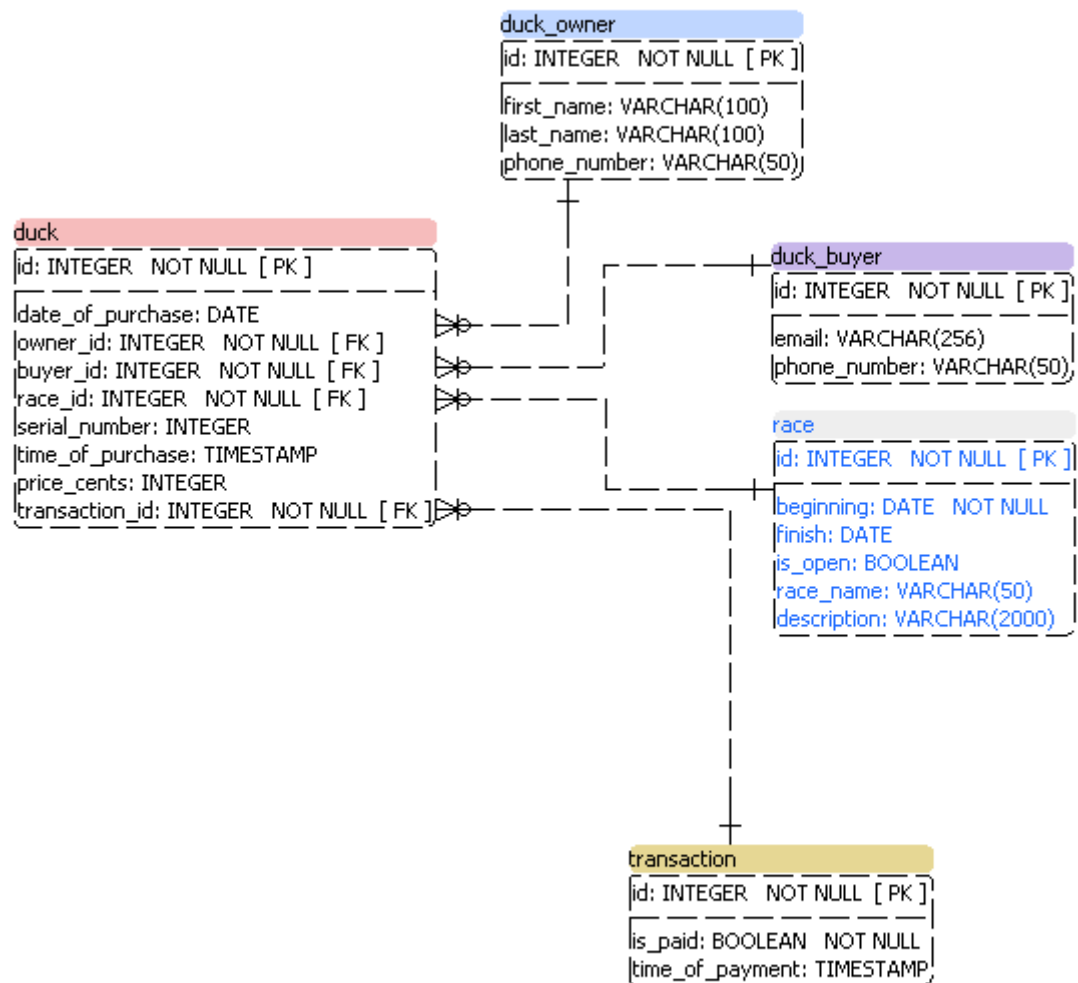 duck_owner
id: INTEGER   NOT NULL  [ PK ]
first_name: VARCHAR(100)
last_name: VARCHAR(100)
phone_number: VARCHAR(50)
duck
id: INTEGER   NOT NULL  [ PK ]
date_of_purchase: DATE
owner_id: INTEGER   NOT NULL  [ FK ]
buyer_id: INTEGER   NOT NULL  [ FK ]
race_id: INTEGER   NOT NULL  [ FK ]
serial_number: INTEGER
time_of_purchase: TIMESTAMP
price_cents: INTEGER
transaction_id: INTEGER   NOT NULL  [ FK ]
duck_buyer
id: INTEGER   NOT NULL  [ PK ]
email: VARCHAR(256)
phone_number: VARCHAR(50)
race
id: INTEGER   NOT NULL  [ PK ]
beginning: DATE   NOT NULL
finish: DATE
is_open: BOOLEAN
race_name: VARCHAR(50)
description: VARCHAR(2000)
transaction
id: INTEGER   NOT NULL  [ PK ]
is_paid: BOOLEAN   NOT NULL
time_of_payment: TIMESTAMP